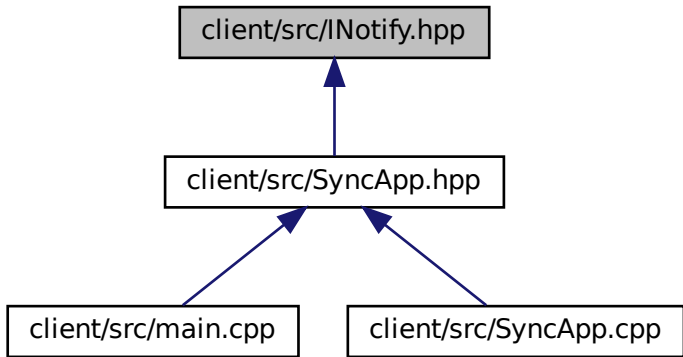 client/src/INotify.hpp
client/src/SyncApp.hpp
client/src/main.cpp
client/src/SyncApp.cpp